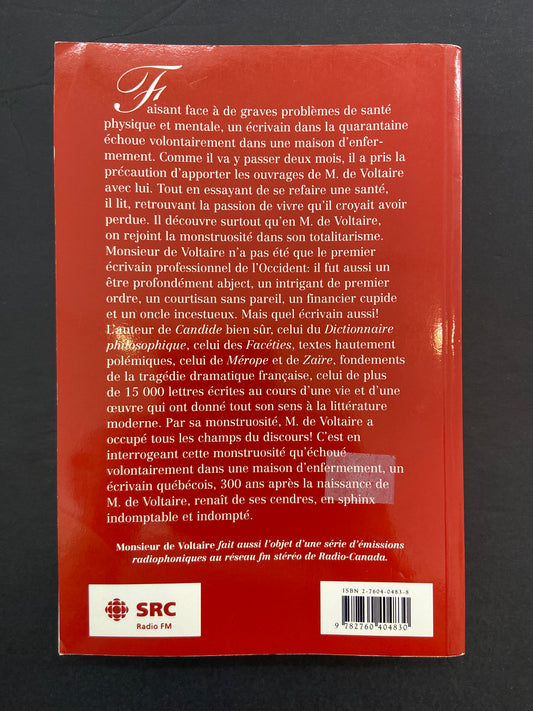 Faisant face à de graves problèmes de santé
physique et mentale, un écrivain dans la quarantaine
échoue volontairement dans une maison d'enfer-
mement. Comme il va y passer deux mois, il a pris la
précaution d'apporter les ouvrages de M. de Voltaire
avec lui. Tout en essayant de se refaire une santé,
il lit, retrouvant la passion de vivre qu'il croyait avoir
perdue. Il découvre surtout qu'en M. de Voltaire,
on rejoint la monstruosité dans son totalitarisme.
Monsieur de Voltaire n'a pas été que le premier
écrivain professionnel de l'Occident: il fut aussi un
être profondément abject, un intrigant de premier
ordre, un courtisan sans pareil, un financier cupide
et un oncle incestueux. Mais quel écrivain aussi!
L'auteur de Candide bien sûr, celui du Dictionnaire
philosophique, celui des Facéties, textes hautement
polémiques, celui de Mérope et de Zaïre, fondements
de la tragédie dramatique française, celui de plus
de 15 000 lettres écrites au cours d'une vie et d'une
œuvre qui ont donné tout son sens à la littérature
moderne. Par sa monstruosité, M. de Voltaire a
occupé tous les champs du discours! C'est en
interrogeant cette monstruosité qu'échoué
volontairement dans une maison d'enfermement, un
écrivain québécois, 300 ans après la naissance de
M. de Voltaire, renaît de ses cendres, en sphinx
indomptable et indompté.
Monsieur de Voltaire fait aussi l'objet d'une série d'émissions
radiophoniques au réseau fm stéréo de Radio-Canada.
SRC
Radio FM
ISBN 2-7604-0483-8
9 782760 404830